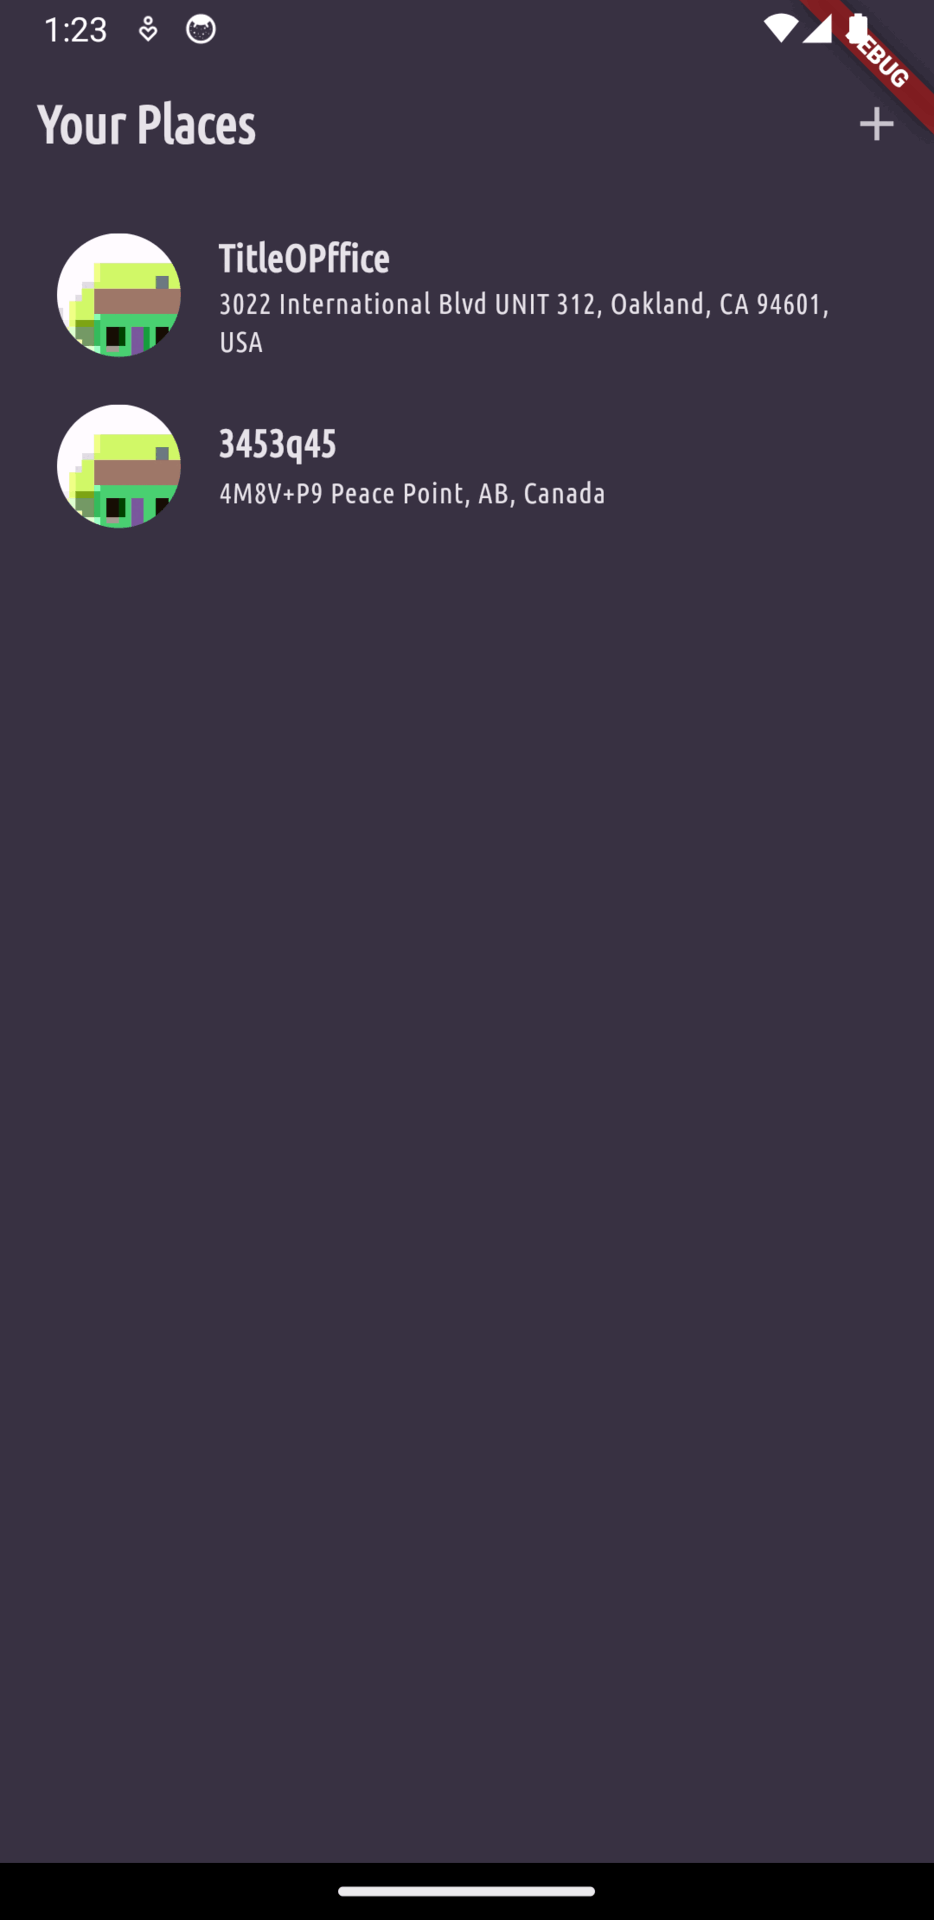 1:23
DEBUG
Your Places
TitleOPffice
3022 International Blvd UNIT 312, Oakland, CA 94601,
USA
3453q45
4M8V+P9 Peace Point, AB, Canada